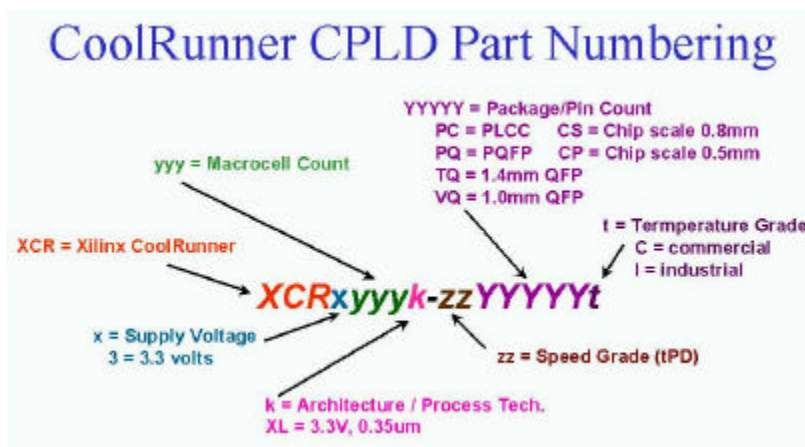 CoolRunner CPLD Part Numbering
YYYYY = Package/Pin Count
PC = PLCC CS = Chip scale 0.8mm
PQ = PQFP CP = Chip scale 0.5mm
TQ = 1.4mm QFP
VQ = 1.0mm QFP
yyy = Macrocell Count
t = Termperature Grade
C = commercial
I = industrial
XCR = Xilinx CoolRunner
XCRxyyyk-zzYYYYYt
x = Supply Voltage
3 = 3.3 volts
zz = Speed Grade (tPD)
k = Architecture / Process Tech.
XL = 3.3V, 0.35um